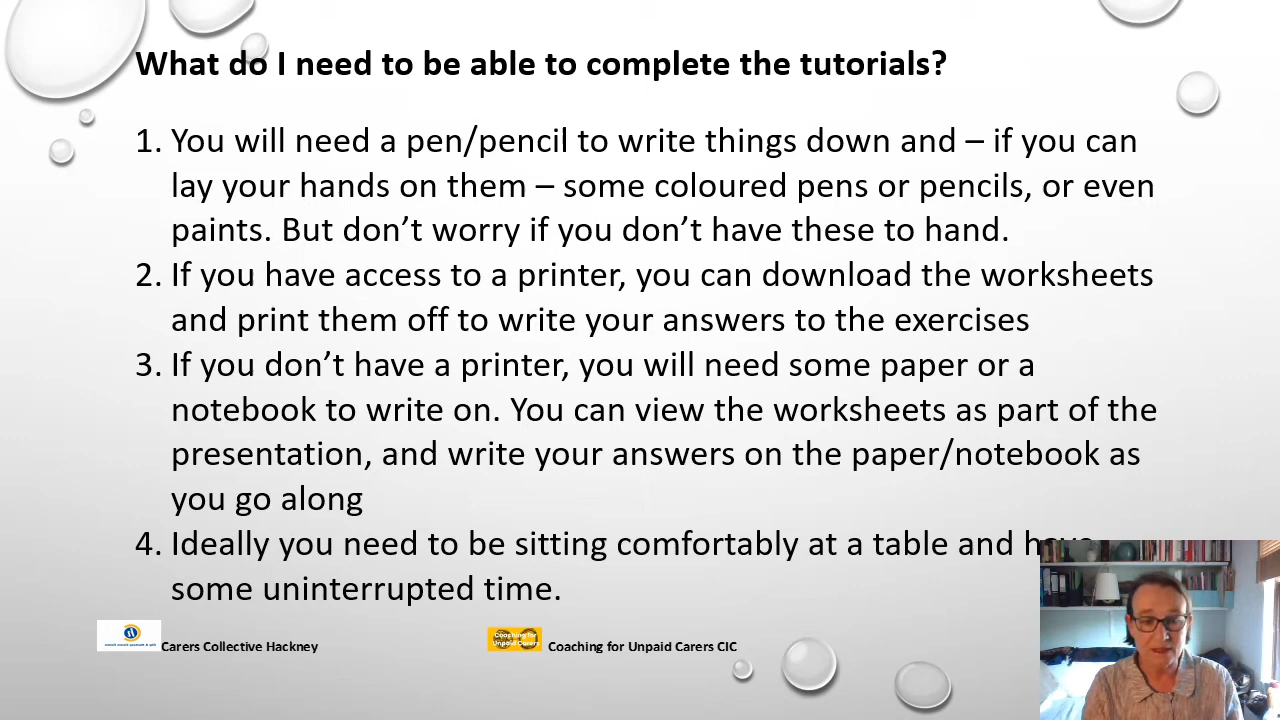 What do I need to be able to complete the tutorials?
1. You will need a pen/pencil to write things down and – if you can
lay your hands on them – some coloured pens or pencils, or even
paints. But don’t worry if you don’t have these to hand.
2. If you have access to a printer, you can download the worksheets
and print them off to write your answers to the exercises
3. If you don’t have a printer, you will need some paper or a
notebook to write on. You can view the worksheets as part of the
presentation, and write your answers on the paper/notebook as
you go along
4. Ideally you need to be sitting comfortably at a table and have
some uninterrupted time.
Carers Collective Hackney
Coaching for
Unpaid Carers
Coaching for Unpaid Carers CIC